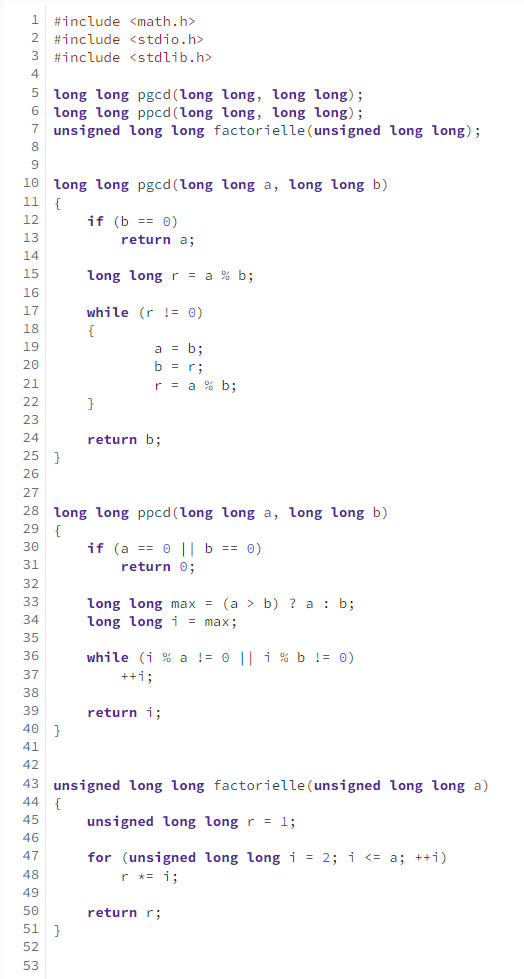 1 #include <math.h>
2 #include <stdio.h>
3 #include <stdlib.h>
4
5 long long pgcd(long long, long long);
6 long long ppcd(long long, long long);
7 unsigned long long factorielle(unsigned long long);
8
9
10 long long pgcd(long long a, long long b)
11 {
12     if (b == 0)
13         return a;
14
15     long long r = a % b;
16
17     while (r != 0)
18     {
19             a = b;
20             b = r;
21             r = a % b;
22     }
23
24     return b;
25 }
26
27
28 long long ppcd(long long a, long long b)
29 {
30     if (a == 0 || b == 0)
31         return 0;
32
33     long long max = (a > b) ? a : b;
34     long long i = max;
35
36     while (i % a != 0 || i % b != 0)
37         ++i;
38
39     return i;
40 }
41
42
43 unsigned long long factorielle(unsigned long long a)
44 {
45     unsigned long long r = 1;
46
47     for (unsigned long long i = 2; i <= a; ++i)
48         r *= i;
49
50     return r;
51 }
52
53